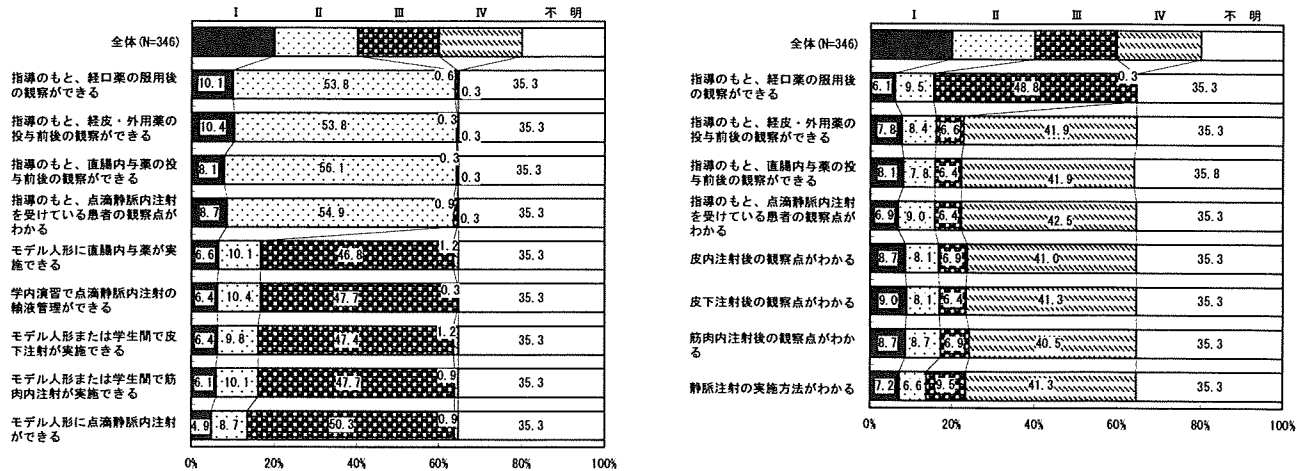 Ⅰ Ⅱ Ⅲ Ⅳ 不 明
全体(N=346)
指導のもと、経口薬の服用後
の観察ができる
10.1 53.8 0.6 0.3 35.3
指導のもと、経皮・外用薬の
投与前後の観察ができる
10.4 53.8 0.3 0.3 35.3
指導のもと、直腸内与薬の投
与前後の観察ができる
8.1 56.1 0.3 0.3 35.3
指導のもと、点滴静脈内注射
を受けている患者の観察点が
わかる
8.7 54.9 0.9 0.3 35.3
モデル人形に直腸内与薬が実
施できる
6.6 10.1 46.8 1.2 35.3
学内演習で点滴静脈内注射の
輸液管理ができる
6.4 10.4 47.7 0.3 35.3
モデル人形または学生間で皮
下注射が実施できる
6.4 9.8 47.4 1.2 35.3
モデル人形または学生間で筋
肉内注射が実施できる
6.1 10.1 47.7 0.9 35.3
モデル人形に点滴静脈内注射
ができる
4.9 8.7 50.3 0.9 35.3
0% 20% 40% 60% 80% 100%
Ⅰ Ⅱ Ⅲ Ⅳ 不 明
全体(N=346)
指導のもと、経口薬の服用後
の観察ができる
6.1 9.5 48.8 0.3 35.3
指導のもと、経皮・外用薬の
投与前後の観察ができる
7.8 8.4 6.6 41.9 35.3
指導のもと、直腸内与薬の投
与前後の観察ができる
8.1 7.8 6.4 41.9 35.8
指導のもと、点滴静脈内注射
を受けている患者の観察点が
わかる
6.9 9.0 6.4 42.5 35.3
皮内注射後の観察点がわかる
8.7 8.1 6.9 41.0 35.3
皮下注射後の観察点がわかる
9.0 8.1 6.4 41.3 35.3
筋肉内注射後の観察点がわか
る
8.7 8.7 6.9 40.5 35.3
静脈注射の実施方法がわかる
7.2 6.6 9.5 41.3 35.3
0% 20% 40% 60% 80% 100%